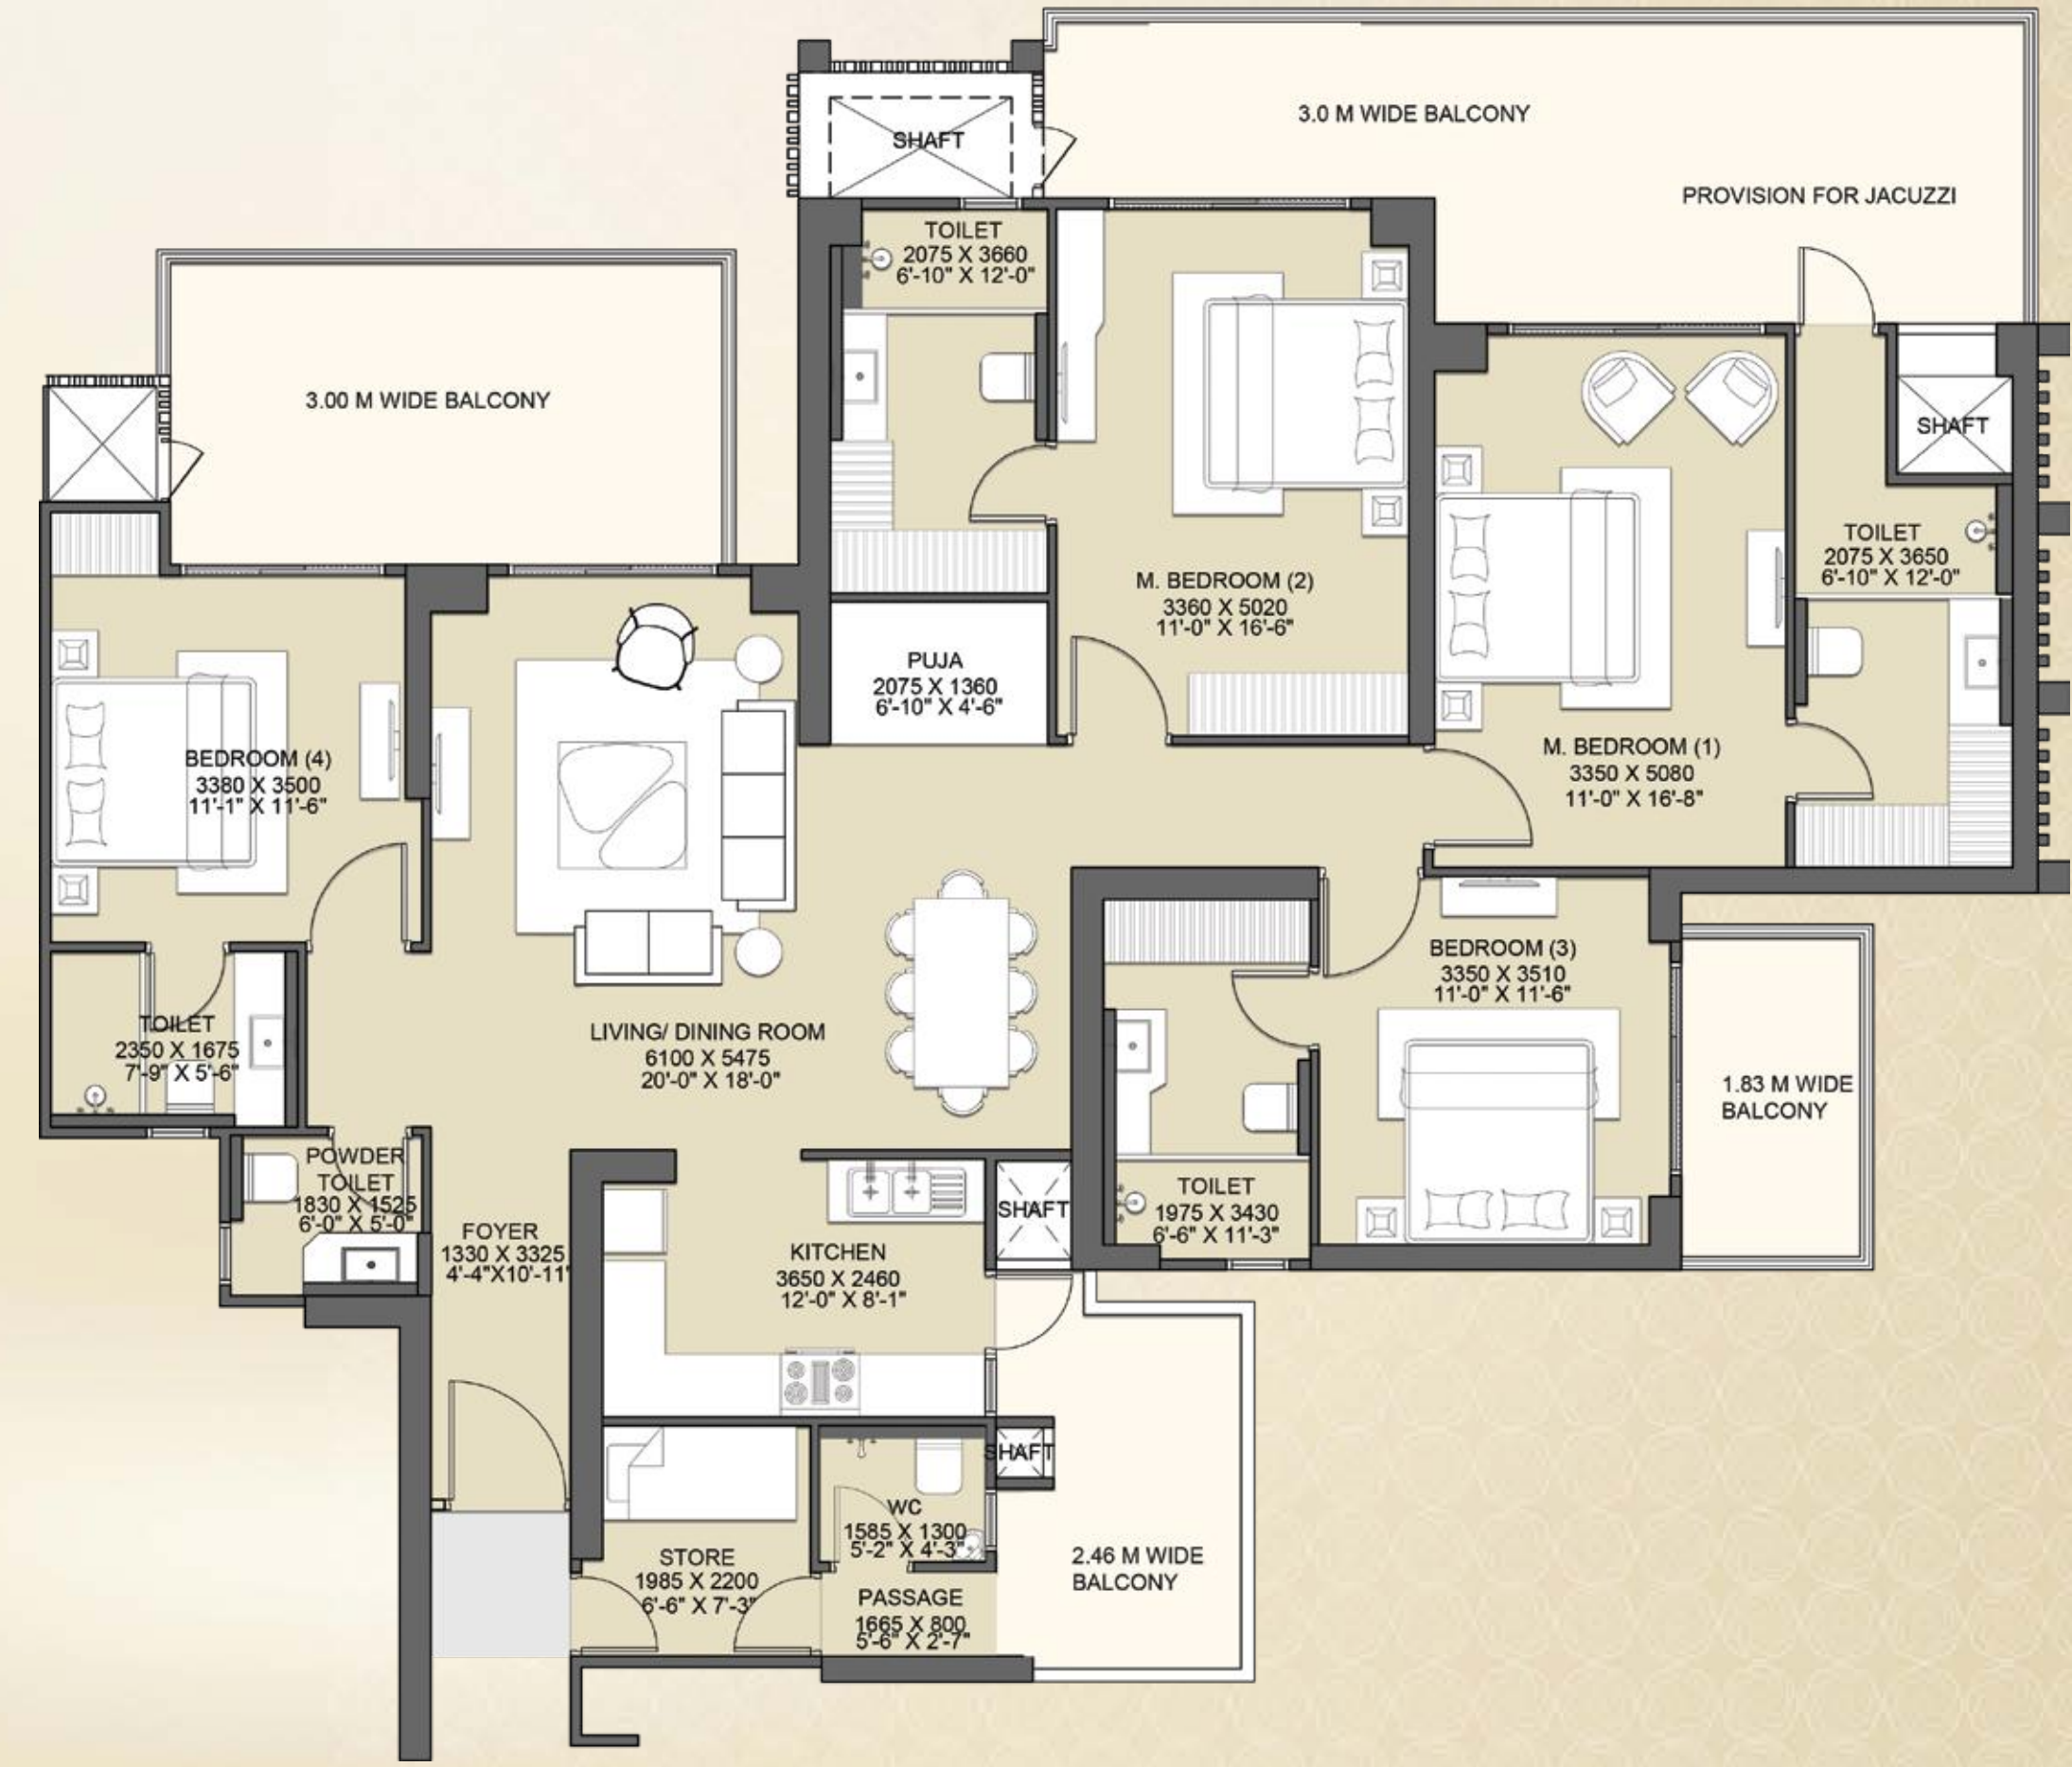 3.0 M WIDE BALCONY
SHAFT
PROVISION FOR JACUZZI
TOILET
2075 X 3660
6'-10" X 12'-0"
3.00 M WIDE BALCONY
SHAFT
TOILET
2075 X 3650
6'-10" X 12'-0"
M. BEDROOM (2)
3360 X 5020
11'-0" X 16'-6"
PUJA
2075 X 1360
6'-10" X 4'-6"
M. BEDROOM (1)
3350 X 5080
11'-0" X 16'-8"
BEDROOM (4)
3380 X 3500
11'-1" X 11'-6"
BEDROOM (3)
3350 X 3510
11'-0" X 11'-6"
TOILET
2350 X 1675
7'-9" X 5'-6"
LIVING/ DINING ROOM
6100 X 5475
20'-0" X 18'-0"
1.83 M WIDE
BALCONY
POWDER
TOILET
1830 X 1525
6'-0" X 5'-0"
FOYER
1330 X 3325
4'-4"X10'-11'
SHAFT
TOILET
1975 X 3430
6'-6" X 11'-3"
KITCHEN
3650 X 2460
12'-0" X 8'-1"
SHAFT
WC
1585 X 1300
5'-2" X 4'-3"
STORE
1985 X 2200
6'-6" X 7'-3"
PASSAGE
1665 X 800
5'-6" X 2'-7"
2.46 M WIDE
BALCONY